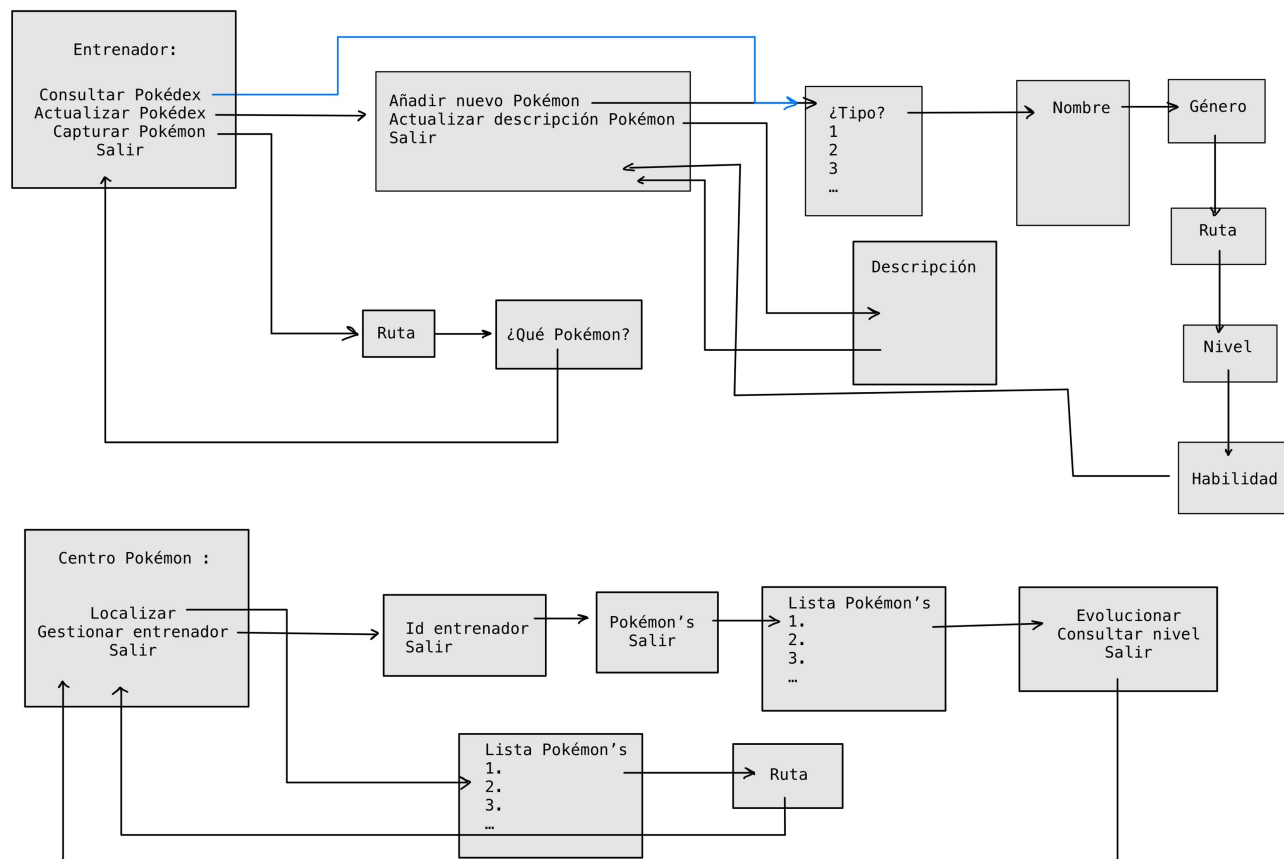 Entrenador:
Consultar Pokédex
Actualizar Pokédex
Capturar Pokémon
Salir
Añadir nuevo Pokémon
Actualizar descripción Pokémon
Salir
¿Tipo?
1
2
3
…
Nombre
Género
Ruta
Nivel
Habilidad
Descripción
Ruta
¿Qué Pokémon?
Centro Pokémon :
Localizar
Gestionar entrenador
Salir
Id entrenador
Salir
Pokémon’s
Salir
Lista Pokémon’s
1.
2.
3.
…
Evolucionar
Consultar nivel
Salir
Lista Pokémon’s
1.
2.
3.
…
Ruta